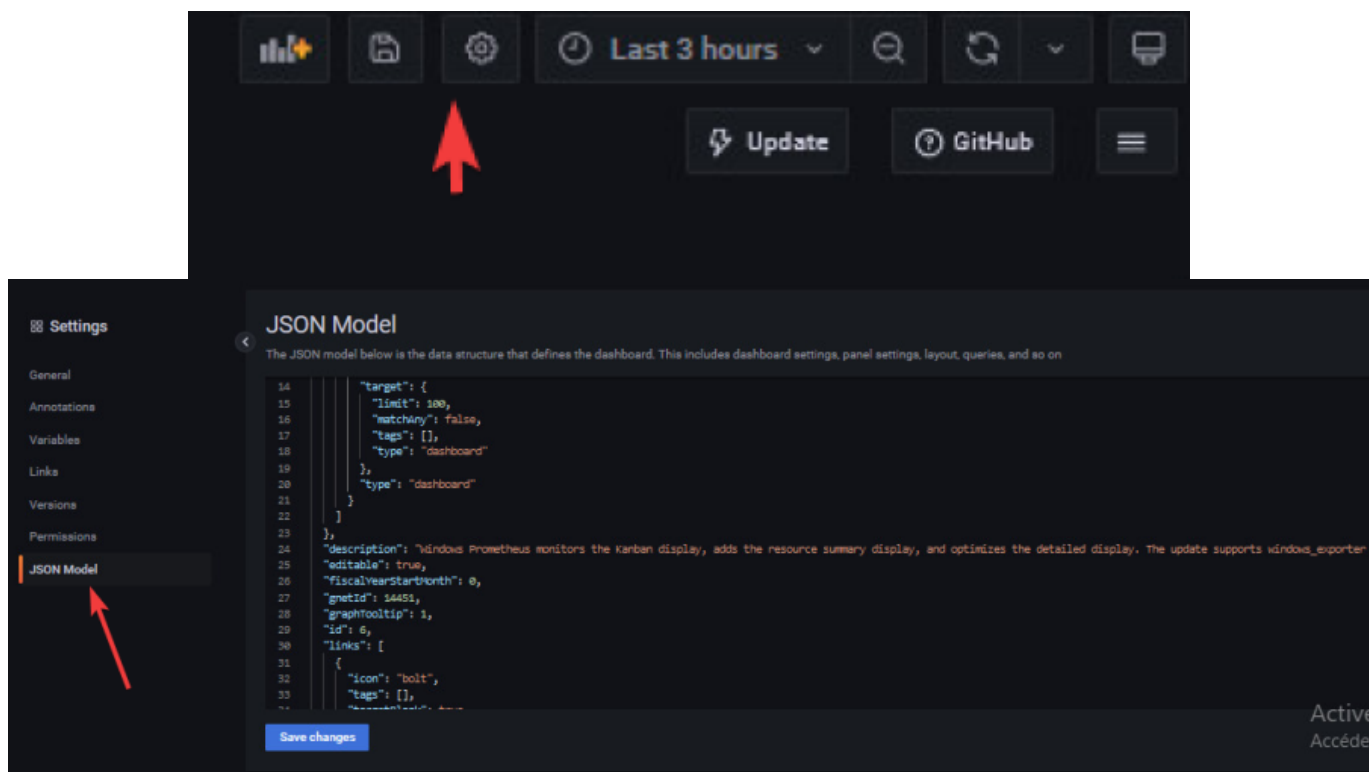 Last 3 hours
Update
GitHub
Settings
General
Annotations
Variables
Links
Versions
Permissions
JSON Model
JSON Model
The JSON model below is the data structure that defines the dashboard. This includes dashboard settings, panel settings, layout, queries, and so on
14 "target": {
15 "limit": 100,
16 "matchAny": false,
17 "tags": [],
18 "type": "dashboard"
19 },
20 "type": "dashboard"
21 }
22 ]
23 },
24 "description": "Windows Prometheus monitors the Kanban display, adds the resource summary display, and optimizes the detailed display. The update supports windows_exporter
25 "editable": true,
26 "fiscalYearStartMonth": 0,
27 "gnetId": 14451,
28 "graphTooltip": 1,
29 "id": 6,
30 "links": [
31 {
32 "icon": "bolt",
33 "tags": [],
Save changes
Active
Accéde